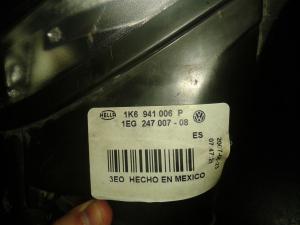 HELLA 1K6 941 006 P
1EG 247 007 - 08
ES
3EO HECHO EN MEXICO